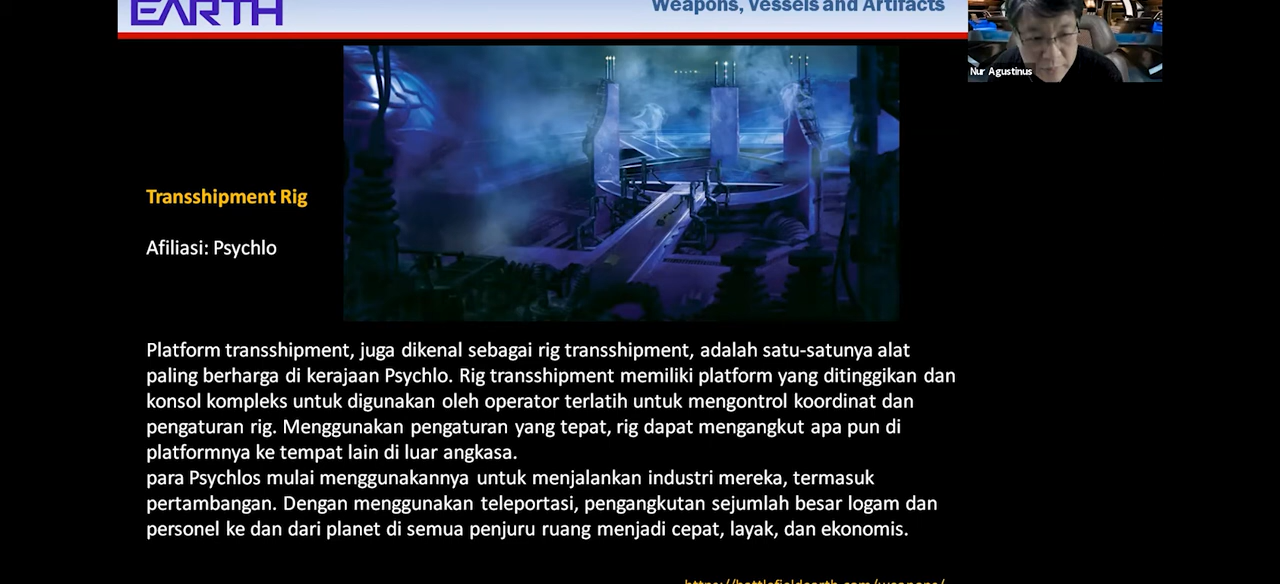 EARTH
Weapons, Vessels and Artifacts
Nur Agustinus
Transshipment Rig
Afiliasi: Psychlo
Platform transshipment, juga dikenal sebagai rig transshipment, adalah satu-satunya alat
paling berharga di kerajaan Psychlo. Rig transshipment memiliki platform yang ditinggikan dan
konsol kompleks untuk digunakan oleh operator terlatih untuk mengontrol koordinat dan
pengaturan rig. Menggunakan pengaturan yang tepat, rig dapat mengangkut apa pun di
platformnya ke tempat lain di luar angkasa.
para Psychlos mulai menggunakannya untuk menjalankan industri mereka, termasuk
pertambangan. Dengan menggunakan teleportasi, pengangkutan sejumlah besar logam dan
personel ke dan dari planet di semua penjuru ruang menjadi cepat, layak, dan ekonomis.
https://battlefieldearth.com/weapons/